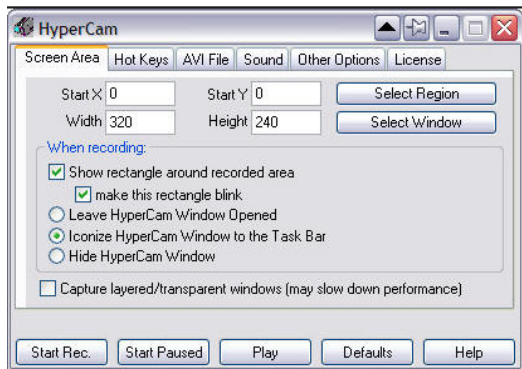 HyperCam
Screen Area Hot Keys AVI File Sound Other Options License
Start X 0 Start Y 0 Select Region
Width 320 Height 240 Select Window
When recording:
Show rectangle around recorded area
make this rectangle blink
Leave HyperCam Window Opened
Iconize HyperCam Window to the Task Bar
Hide HyperCam Window
Capture layered/transparent windows (may slow down performance)
Start Rec. Start Paused Play Defaults Help